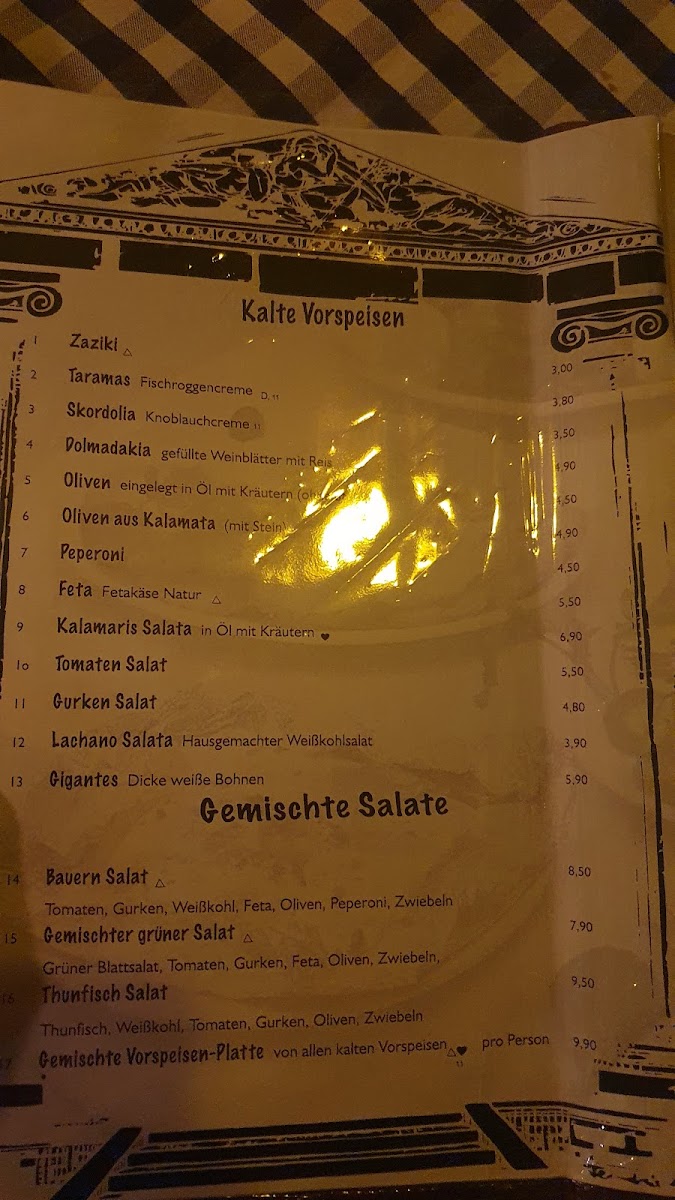 Kalte Vorspeisen
1 Zaziki △ 3,00
2 Taramas Fischroggencreme D, 11 3,80
3 Skordolia Knoblauchcreme 11 3,50
4 Dolmadakia gefüllte Weinblätter mit Reis ,90
5 Oliven eingelegt in Öl mit Kräutern ,50
6 Oliven aus Kalamata (mit Stein) 4,90
7 Peperoni 4,50
8 Feta Fetakäse Natur △ 5,50
9 Kalamaris Salata in Öl mit Kräutern ♥ 6,90
10 Tomaten Salat 5,50
11 Gurken Salat 4,80
12 Lachano Salata Hausgemachter Weißkohlsalat 3,90
13 Gigantes Dicke weiße Bohnen 5,90
Gemischte Salate
14 Bauern Salat △ 8,50
Tomaten, Gurken, Weißkohl, Feta, Oliven, Peperoni, Zwiebeln
15 Gemischter grüner Salat △ 7,90
Grüner Blattsalat, Tomaten, Gurken, Feta, Oliven, Zwiebeln,
16 Thunfisch Salat 9,50
Thunfisch, Weißkohl, Tomaten, Gurken, Oliven, Zwiebeln
17 Gemischte Vorspeisen-Platte von allen kalten Vorspeisen △ ♥ 11 pro Person 9,90